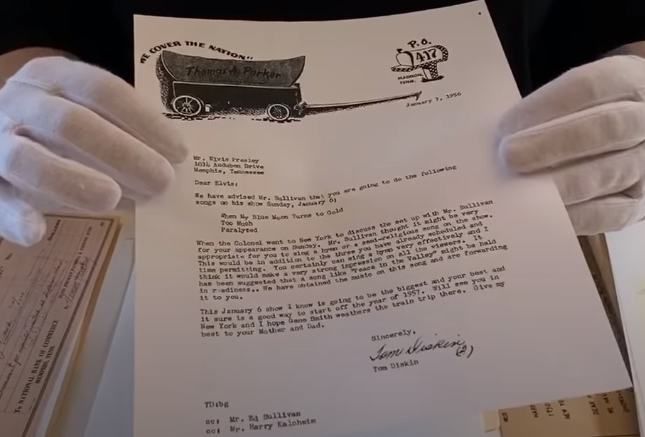 "WE COVER THE NATION"
Thomas A. Parker
P.O.
417
MADISON, TENN.
January 3, 1956
Mr. Elvis Presley
1034 Audubon Drive
Memphis, Tennessee
Dear Elvis:
We have advised Mr. Sullivan that you are going to do the following
songs on his show Sunday, January 6:
When My Blue Moon Turns to Gold
Too Much
Paralyzed
When the Colonel went to New York to discuss the set up with Mr. Sullivan
for your appearance on Sunday, Mr. Sullivan thought it might be very
appropriate for you to sing a hymn or a semi-religious song on the show.
This would be in addition to the three you have already scheduled and
time permitting. You certainly can sing a hymn very effectively and I
think it would make a very strong impression on all the viewers. It
has been suggested that a song like "Peace in the Valley" might be held
in readiness. We have obtained the music on this song and are forwarding
it to you.
This January 6 show I know is going to be the biggest and your best and
it sure is a good way to start off the year of 1957. Will see you in
New York and I hope Gene Smith weathers the train trip there. Give my
best to your Mother and Dad.
Sincerely,
Tom Diskin
Tom Diskin
TD:bg
cc: Mr. Ed Sullivan
cc: Mr. Harry Kalcheim
To NATIONAL BANK OF COMMERCE
MEMPHIS, TENN.